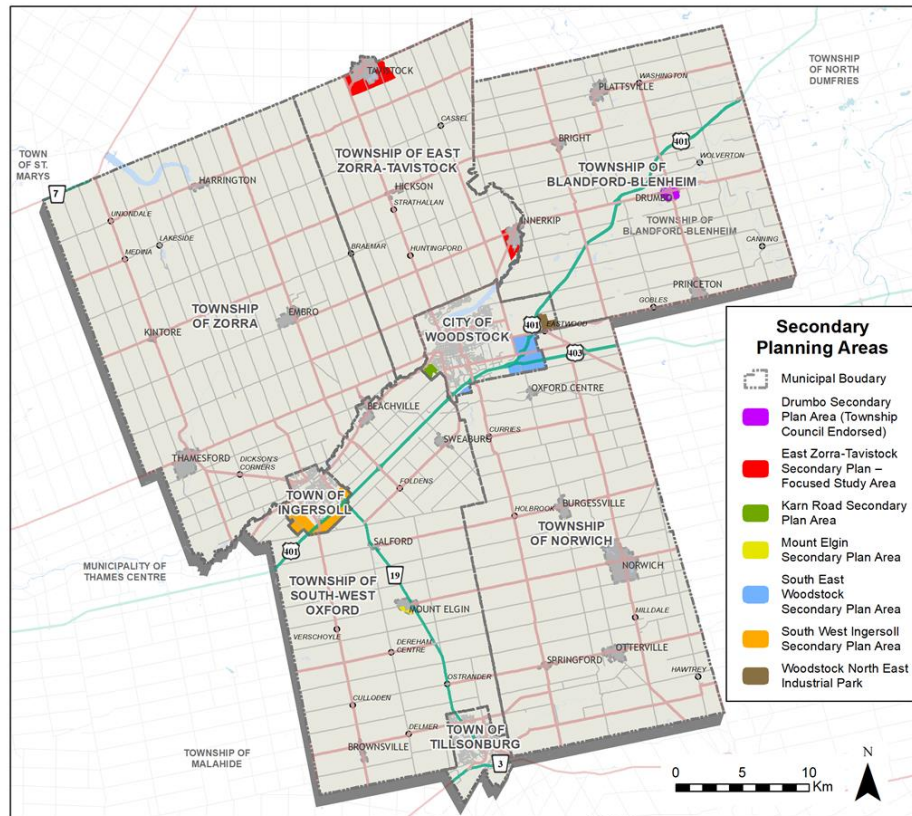 TOWNSHIP
OF NORTH
DUMFRIES
TAVISTOCK
WASHINGTON
PLATTSVILLE
CASSEL
401
TOWN
OF ST.
MARYS
TOWNSHIP OF EAST
ZORRA-TAVISTOCK
BRIGHT
WOLVERTON
TOWNSHIP OF
BLANDFORD-BLENHEIM
7
HARRINGTON
HICKSON
STRATHALLAN
DRUMBO
TOWNSHIP OF
BLANDFORD-BLENHEIM
UNIONDALE
LAKESIDE
MEDINA
INNERKIP
BRAEMAR
HUNTINGFORD
CANNING
PRINCETON
GOBLES
TOWNSHIP
OF ZORRA
EMBRO
KINTORE
CITY OF
WOODSTOCK
401
EASTWOOD
403
OXFORD CENTRE
BEACHVILLE
SWEABURG
CURRIES
THAMESFORD
DICKSON'S
CORNERS
FOLDENS
TOWN OF
INGERSOLL
HOLBROOK
BURGESSVILLE
TOWNSHIP
OF NORWICH
401
SALFORD
MUNICIPALITY OF
THAMES CENTRE
19
TOWNSHIP OF
SOUTH-WEST
OXFORD
NORWICH
MOUNT ELGIN
VERSCHOYLE
DEREHAM
CENTRE
MILLDALE
OTTERVILLE
SPRINGFORD
HAWTREY
OSTRANDER
CULLODEN
DELMER
TOWN OF
TILLSONBURG
BROWNSVILLE
TOWNSHIP OF
MALAHIDE
3
Secondary
Planning Areas
Municipal Boudary
Drumbo Secondary
Plan Area (Township
Council Endorsed)
East Zorra-Tavistock
Secondary Plan –
Focused Study Area
Karn Road Secondary
Plan Area
Mount Elgin
Secondary Plan Area
South East
Woodstock
Secondary Plan Area
South West Ingersoll
Secondary Plan Area
Woodstock North East
Industrial Park
0 5 10
Km
N